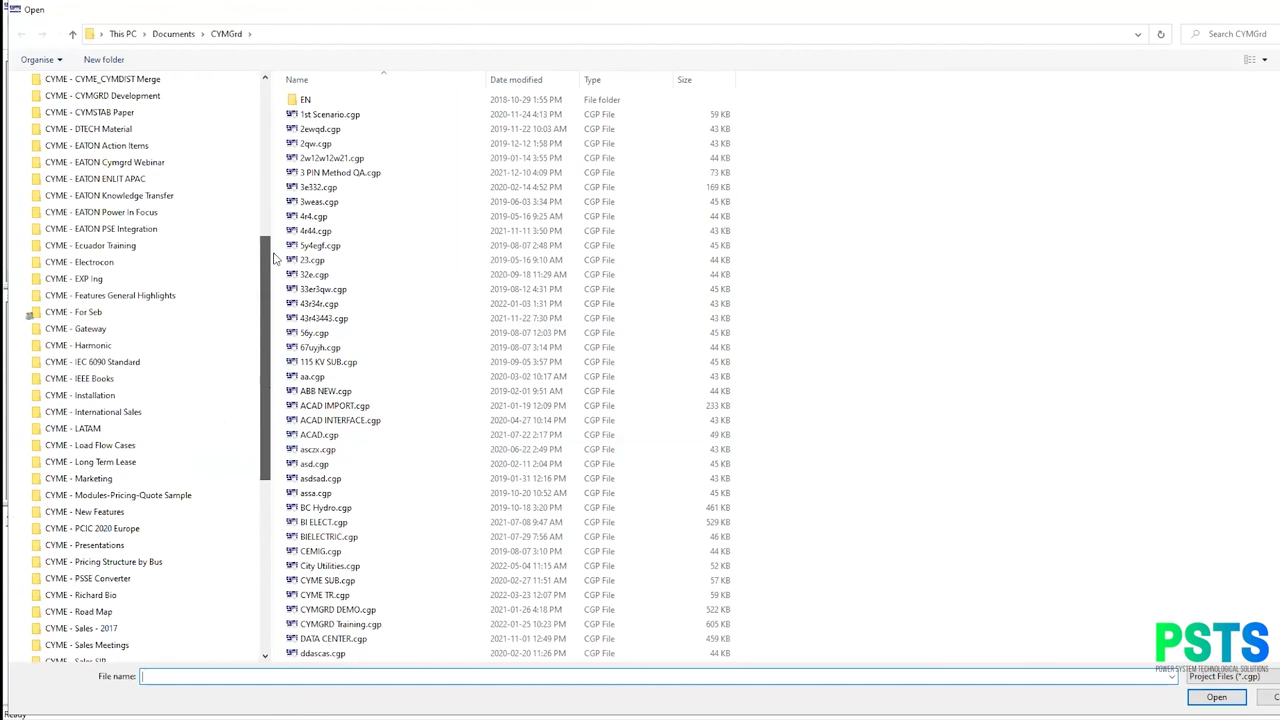 Open
This PC > Documents > CYMGrd >
Search CYMGrd
Organise
New folder
CYME - CYME_CYMDIST Merge
CYME - CYMGRD Development
CYME - CYMSTAB Paper
CYME - DTECH Material
CYME - EATON Action Items
CYME - EATON Cymgrd Webinar
CYME - EATON ENLIT APAC
CYME - EATON Knowledge Transfer
CYME - EATON Power In Focus
CYME - EATON PSE Integration
CYME - Ecuador Training
CYME - Electrocon
CYME - EXP Ing
CYME - Features General Highlights
CYME - For Seb
CYME - Gateway
CYME - Harmonic
CYME - IEC 6090 Standard
CYME - IEEE Books
CYME - Installation
CYME - International Sales
CYME - LATAM
CYME - Load Flow Cases
CYME - Long Term Lease
CYME - Marketing
CYME - Modules-Pricing-Quote Sample
CYME - New Features
CYME - PCIC 2020 Europe
CYME - Presentations
CYME - Pricing Structure by Bus
CYME - PSSE Converter
CYME - Richard Bio
CYME - Road Map
CYME - Sales - 2017
CYME - Sales Meetings
CYME - Sales SIP
Name Date modified Type Size
EN 2018-10-29 1:55 PM File folder
1st Scenario.cgp 2020-11-24 4:13 PM CGP File 59 KB
2ewqd.cgp 2019-11-22 10:03 AM CGP File 43 KB
2qw.cgp 2019-12-12 1:58 PM CGP File 43 KB
2w12w12w21.cgp 2019-01-14 3:55 PM CGP File 44 KB
3 PIN Method QA.cgp 2021-12-10 4:09 PM CGP File 73 KB
3e332.cgp 2020-02-14 4:52 PM CGP File 169 KB
3weas.cgp 2019-06-03 3:34 PM CGP File 45 KB
4r4.cgp 2019-05-16 9:25 AM CGP File 44 KB
4r44.cgp 2021-11-11 3:50 PM CGP File 43 KB
5y4egf.cgp 2019-08-07 2:48 PM CGP File 45 KB
23.cgp 2019-05-16 9:10 AM CGP File 44 KB
32e.cgp 2020-09-18 11:29 AM CGP File 43 KB
33er3qw.cgp 2019-08-12 4:31 PM CGP File 45 KB
43r34r.cgp 2022-01-03 1:31 PM CGP File 43 KB
43r43443.cgp 2021-11-22 7:30 PM CGP File 43 KB
56y.cgp 2019-08-07 12:03 PM CGP File 45 KB
67uyjh.cgp 2019-08-07 3:14 PM CGP File 44 KB
115 KV SUB.cgp 2019-09-05 3:57 PM CGP File 45 KB
aa.cgp 2020-03-02 10:17 AM CGP File 43 KB
ABB NEW.cgp 2019-02-01 9:51 AM CGP File 44 KB
ACAD IMPORT.cgp 2021-01-19 12:09 PM CGP File 233 KB
ACAD INTERFACE.cgp 2020-04-27 10:14 PM CGP File 43 KB
ACAD.cgp 2021-07-22 2:17 PM CGP File 49 KB
asczx.cgp 2020-06-22 2:49 PM CGP File 43 KB
asd.cgp 2020-02-11 2:04 PM CGP File 45 KB
asdsad.cgp 2019-01-31 12:16 PM CGP File 44 KB
assa.cgp 2019-10-20 10:52 AM CGP File 45 KB
BC Hydro.cgp 2019-10-18 3:20 PM CGP File 461 KB
BI ELECT.cgp 2021-07-08 9:47 AM CGP File 529 KB
BIELECTRIC.cgp 2021-07-29 7:56 AM CGP File 46 KB
CEMIG.cgp 2019-08-07 3:10 PM CGP File 44 KB
City Utilities.cgp 2022-05-04 11:15 AM CGP File 52 KB
CYME SUB.cgp 2020-02-27 11:51 AM CGP File 57 KB
CYME TR.cgp 2022-03-23 12:07 PM CGP File 59 KB
CYMGRD DEMO.cgp 2021-01-26 4:18 PM CGP File 522 KB
CYMGRD Training.cgp 2022-01-25 10:23 PM CGP File 605 KB
DATA CENTER.cgp 2021-11-01 12:49 PM CGP File 459 KB
ddascas.cgp 2020-02-20 11:26 PM CGP File 44 KB
PSTS
POWER SYSTEM TECHNOLOGICAL SOLUTIONS
File name:
Project Files (*.cgp)
Open
C
Ready